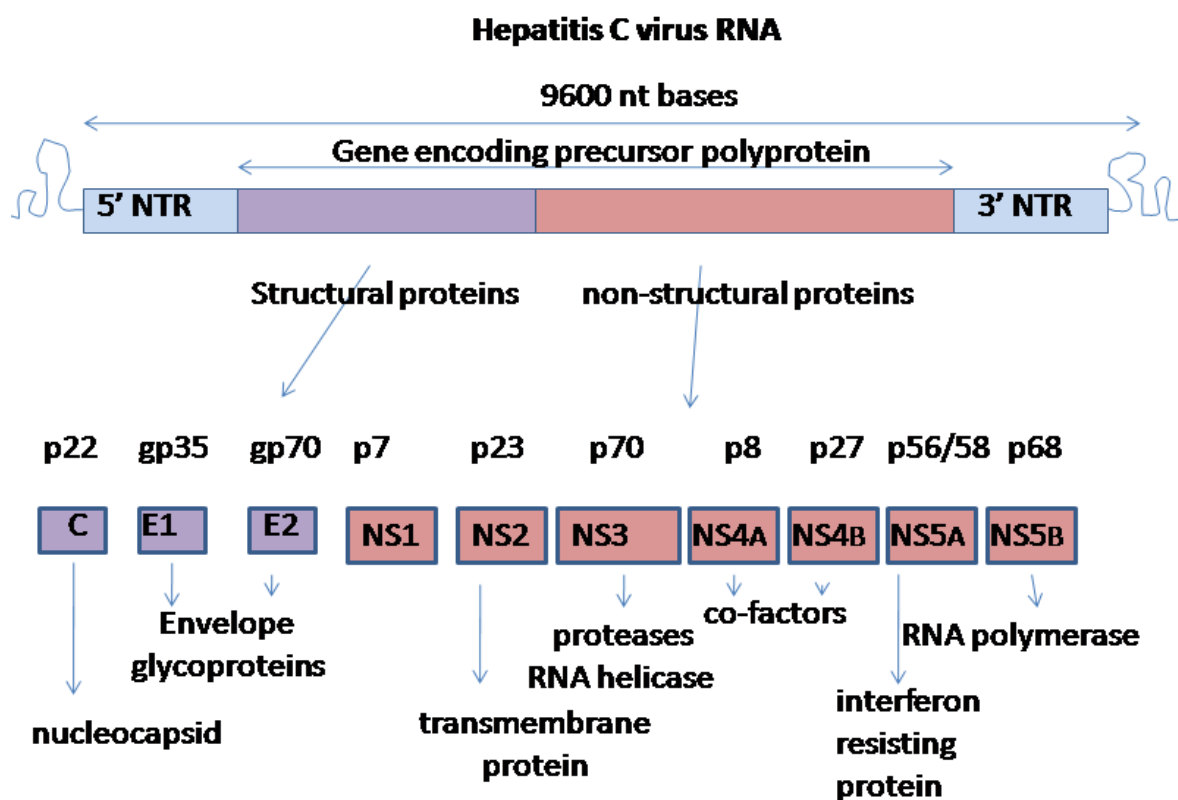 Hepatitis C virus RNA
9600 nt bases
Gene encoding precursor polyprotein
5' NTR 3' NTR
Structural proteins non-structural proteins
p22 gp35 gp70 p7 p23 p70 p8 p27 p56/58 p68
C E1 E2 NS1 NS2 NS3 NS4A NS4B NS5A NS5B
Envelope
glycoproteins
nucleocapsid
transmembrane
protein
proteases
RNA helicase
co-factors
interferon
resisting
protein
RNA polymerase